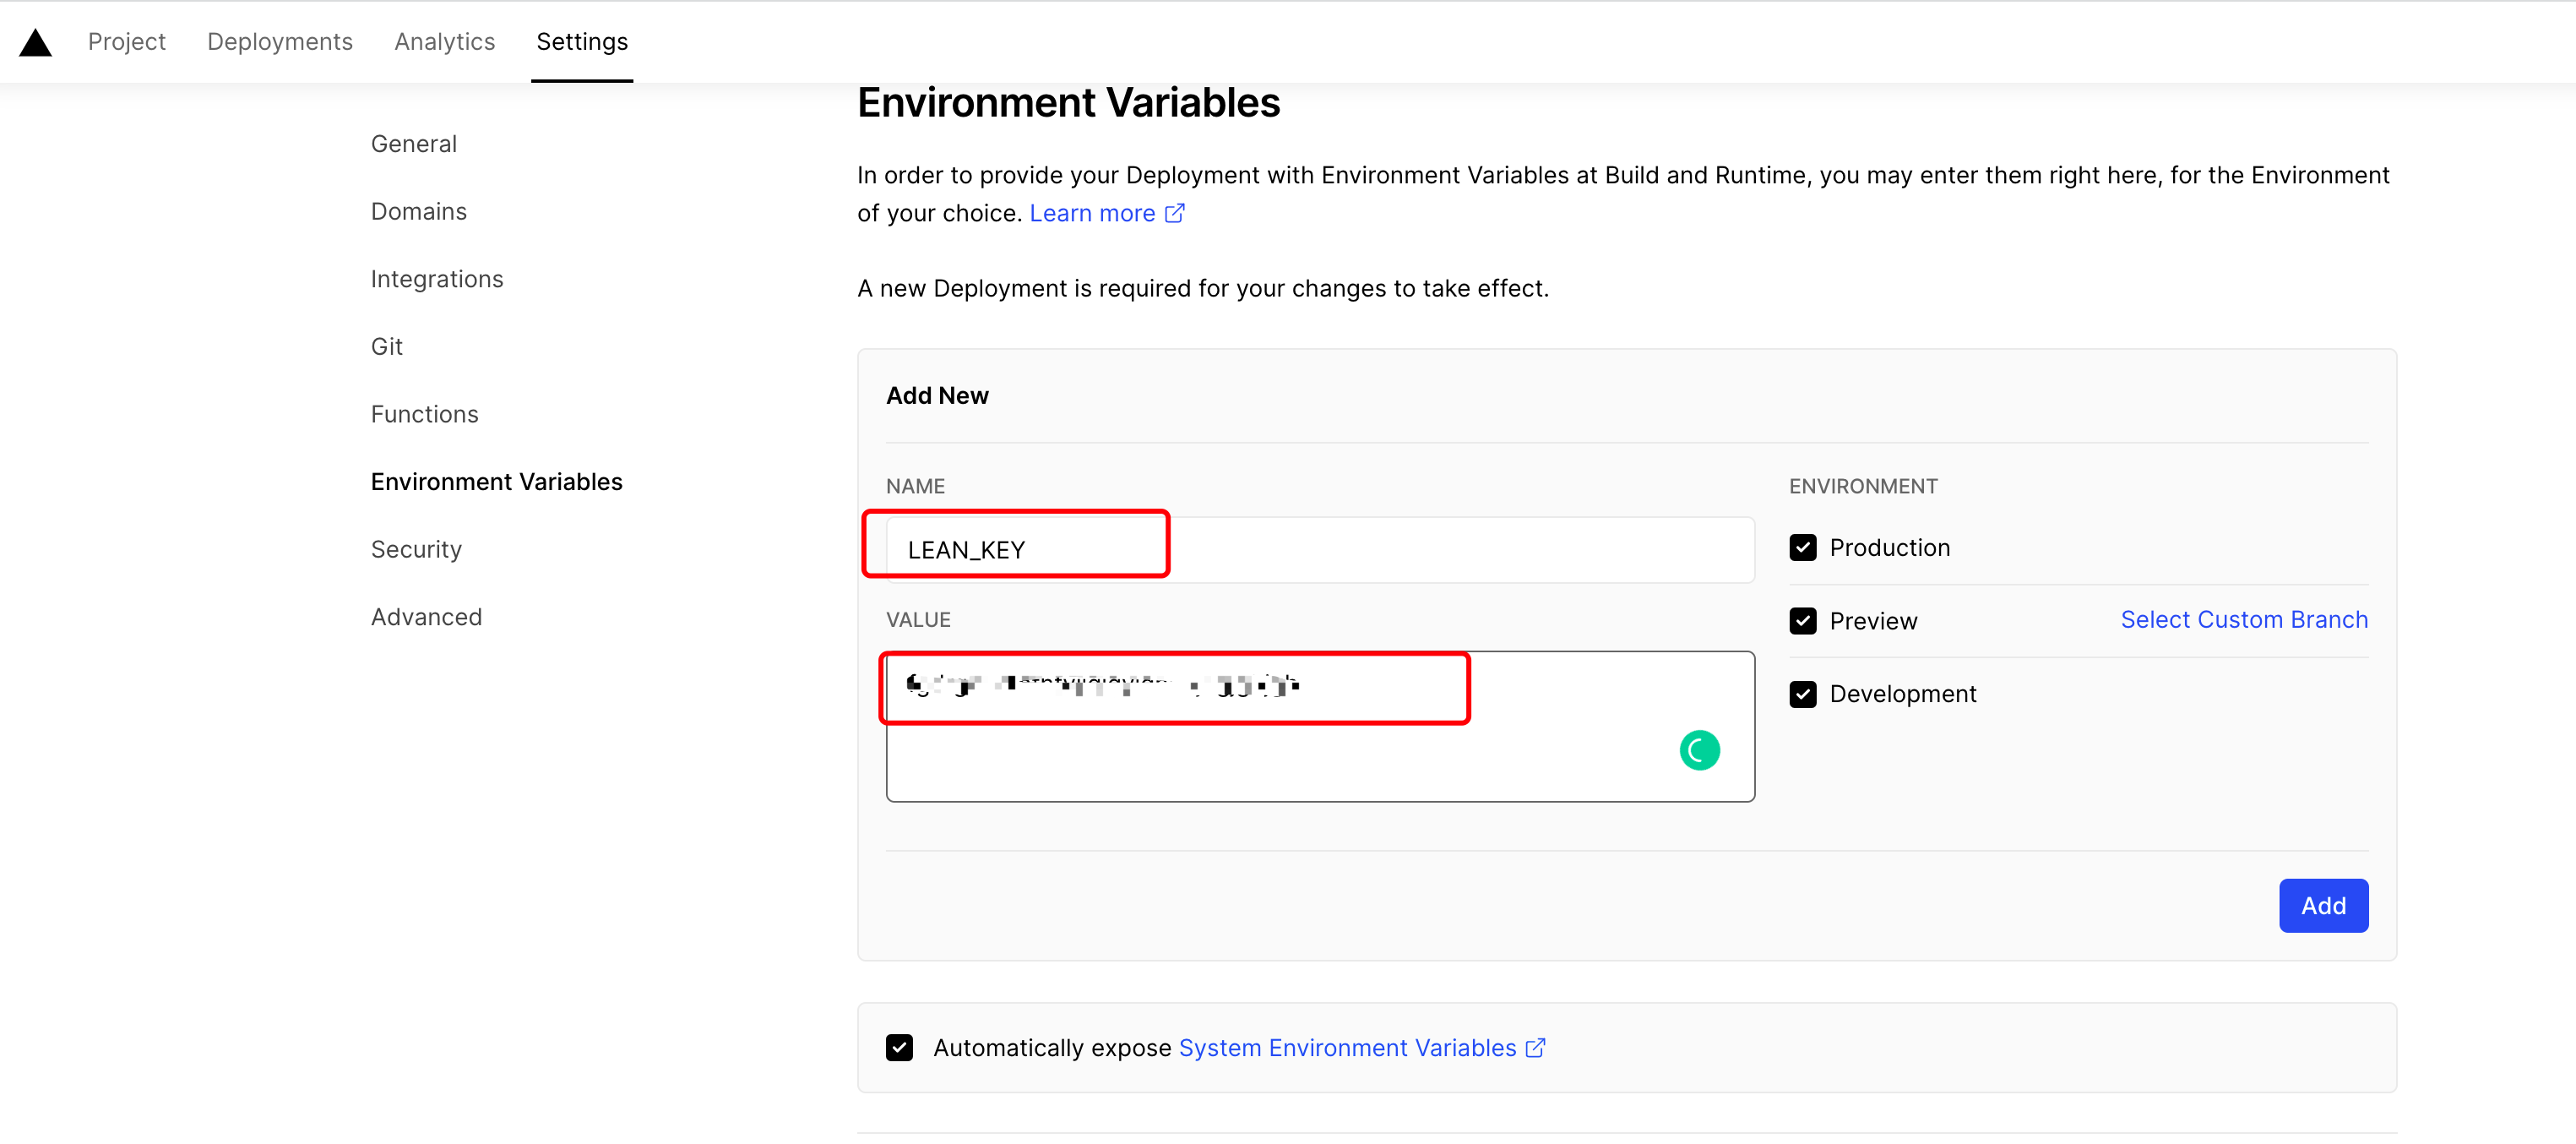 Project Deployments Analytics Settings
Environment Variables
General
Domains
Integrations
Git
Functions
Environment Variables
Security
Advanced
In order to provide your Deployment with Environment Variables at Build and Runtime, you may enter them right here, for the Environment
of your choice. Learn more
A new Deployment is required for your changes to take effect.
Add New
NAME
LEAN_KEY
VALUE
ENVIRONMENT
Production
Preview Select Custom Branch
Development
Add
Automatically expose System Environment Variables